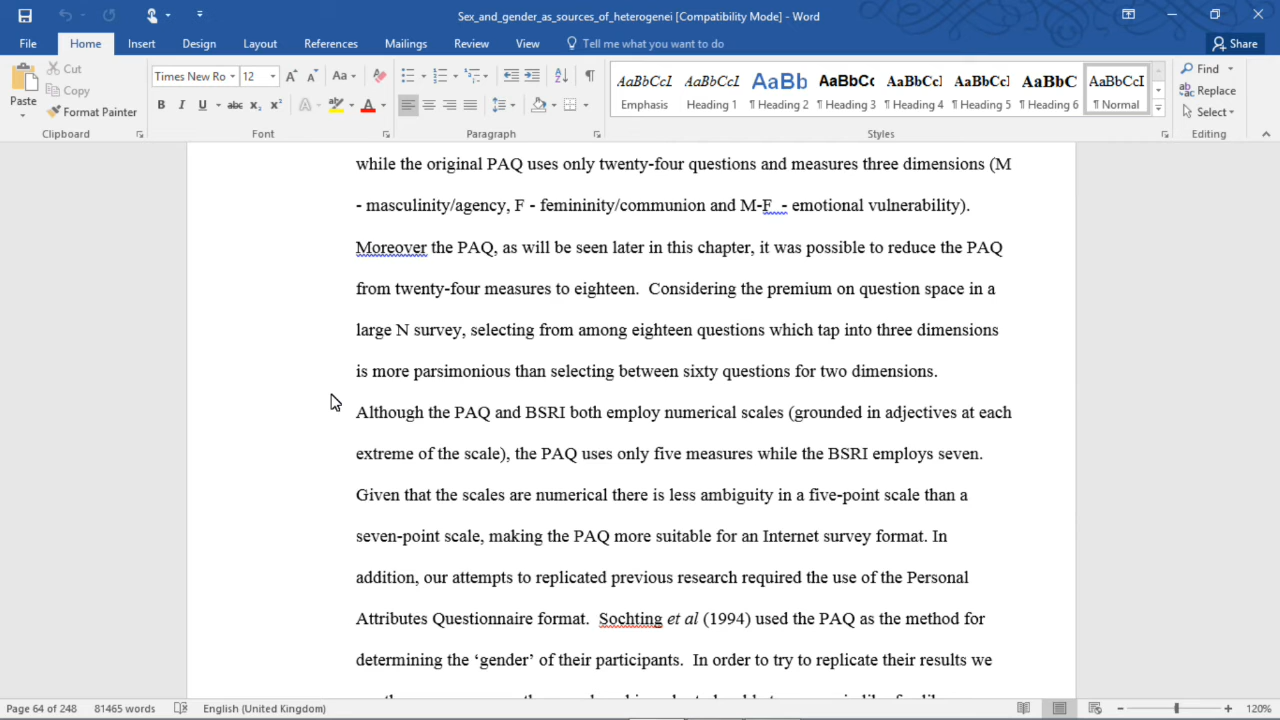 Sex_and_gender_as_sources_of_heterogenei [Compatibility Mode] - Word
File Home Insert Design Layout References Mailings Review View Tell me what you want to do Share
Paste
Cut
Copy
Format Painter
Clipboard
Times New Ro 12 Aa
B I U abc x₂ x² A ab A
Font
Paragraph
AaBbCcI AaBbCcI AaBb AaBbCc AaBbCcI AaBbCcI AaBbC AaBbCcI
Emphasis Heading 1 ¶ Heading 2 ¶ Heading 3 ¶ Heading 4 ¶ Heading 5 ¶ Heading 6 ¶ Normal
Styles
Find
Replace
Select
Editing
while the original PAQ uses only twenty-four questions and measures three dimensions (M
- masculinity/agency, F - femininity/communion and M-F  - emotional vulnerability).
Moreover the PAQ, as will be seen later in this chapter, it was possible to reduce the PAQ
from twenty-four measures to eighteen.  Considering the premium on question space in a
large N survey, selecting from among eighteen questions which tap into three dimensions
is more parsimonious than selecting between sixty questions for two dimensions.
Although the PAQ and BSRI both employ numerical scales (grounded in adjectives at each
extreme of the scale), the PAQ uses only five measures while the BSRI employs seven.
Given that the scales are numerical there is less ambiguity in a five-point scale than a
seven-point scale, making the PAQ more suitable for an Internet survey format. In
addition, our attempts to replicated previous research required the use of the Personal
Attributes Questionnaire format.  Sochting et al (1994) used the PAQ as the method for
determining the ‘gender’ of their participants.  In order to try to replicate their results we
Page 64 of 248 81465 words English (United Kingdom) 120%